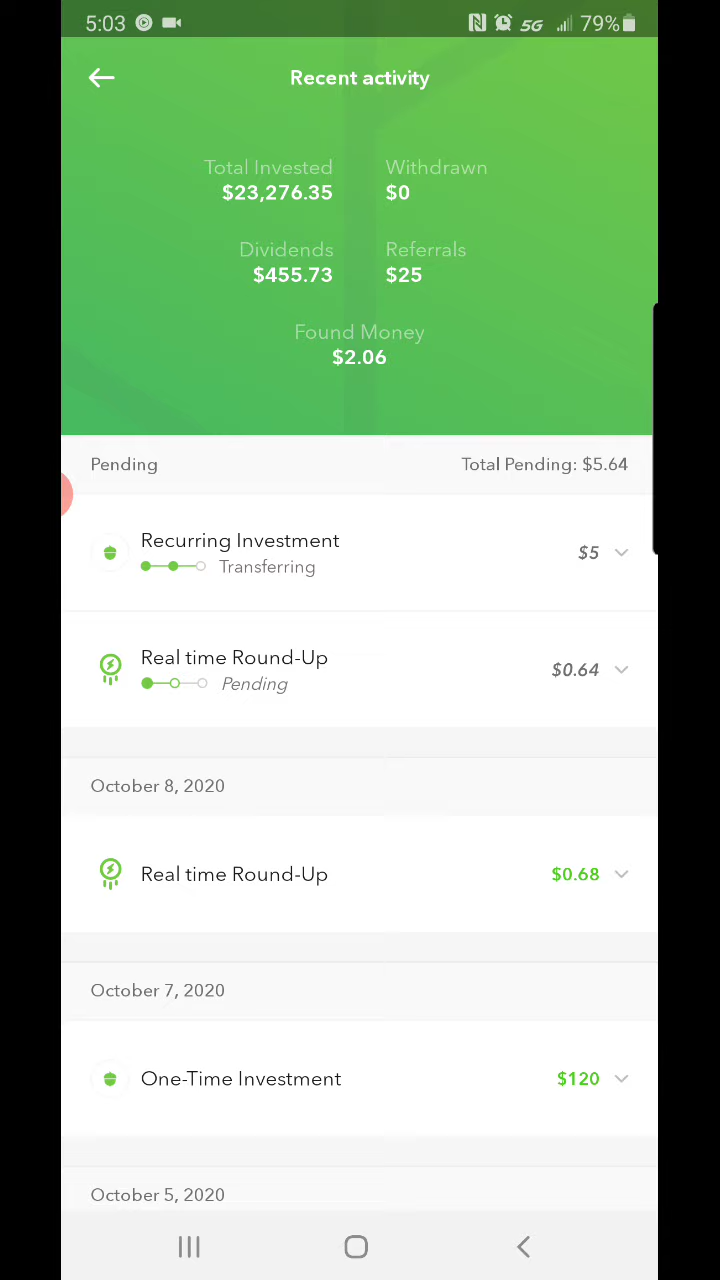 5:03 5G 79%
Recent activity
Total Invested Withdrawn
$23,276.35 $0
Dividends Referrals
$455.73 $25
Found Money
$2.06
Pending Total Pending: $5.64
Recurring Investment
$5
Transferring
Real time Round-Up
$0.64
Pending
October 8, 2020
Real time Round-Up $0.68
October 7, 2020
One-Time Investment $120
October 5, 2020